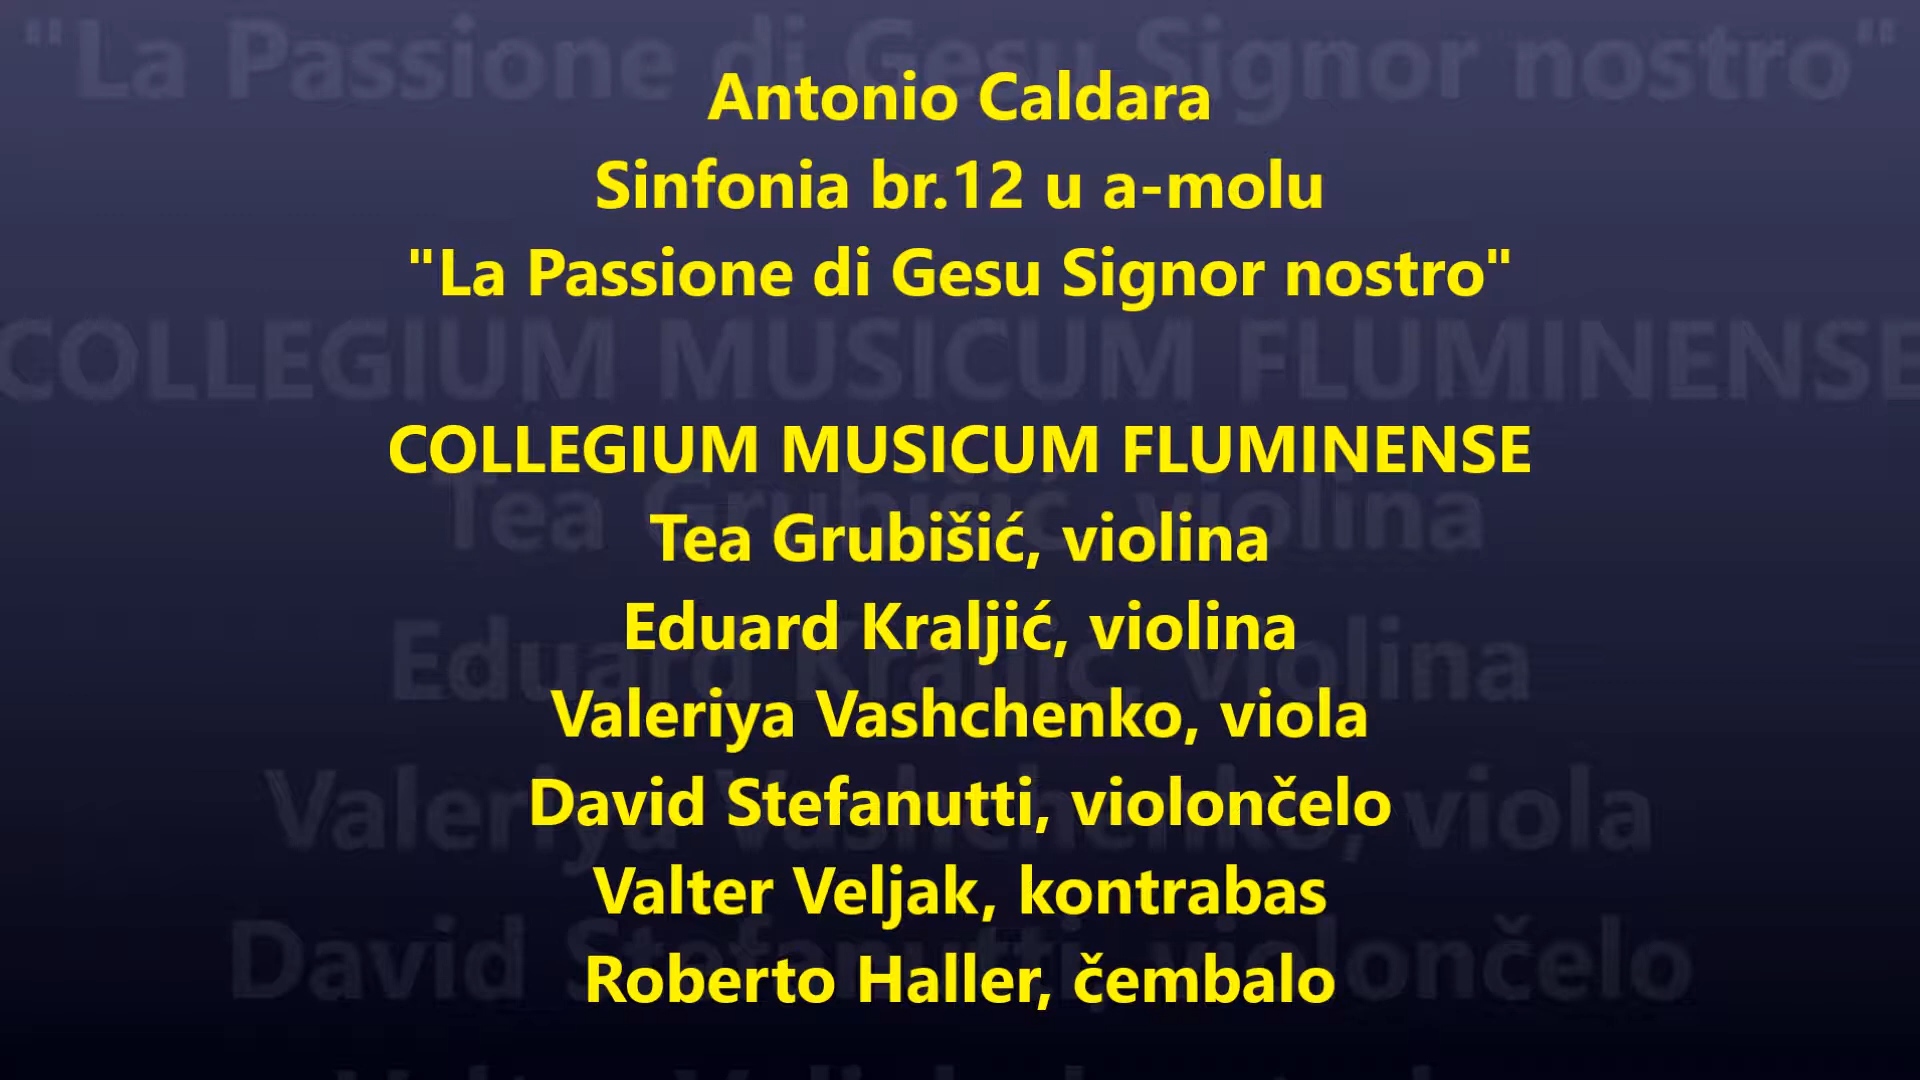 Antonio Caldara
Sinfonia br.12 u a-molu
"La Passione di Gesu Signor nostro"
COLLEGIUM MUSICUM FLUMINENSE
Tea Grubišić, violina
Eduard Kraljić, violina
Valeriya Vashchenko, viola
David Stefanutti, violončelo
Valter Veljak, kontrabas
Roberto Haller, čembalo